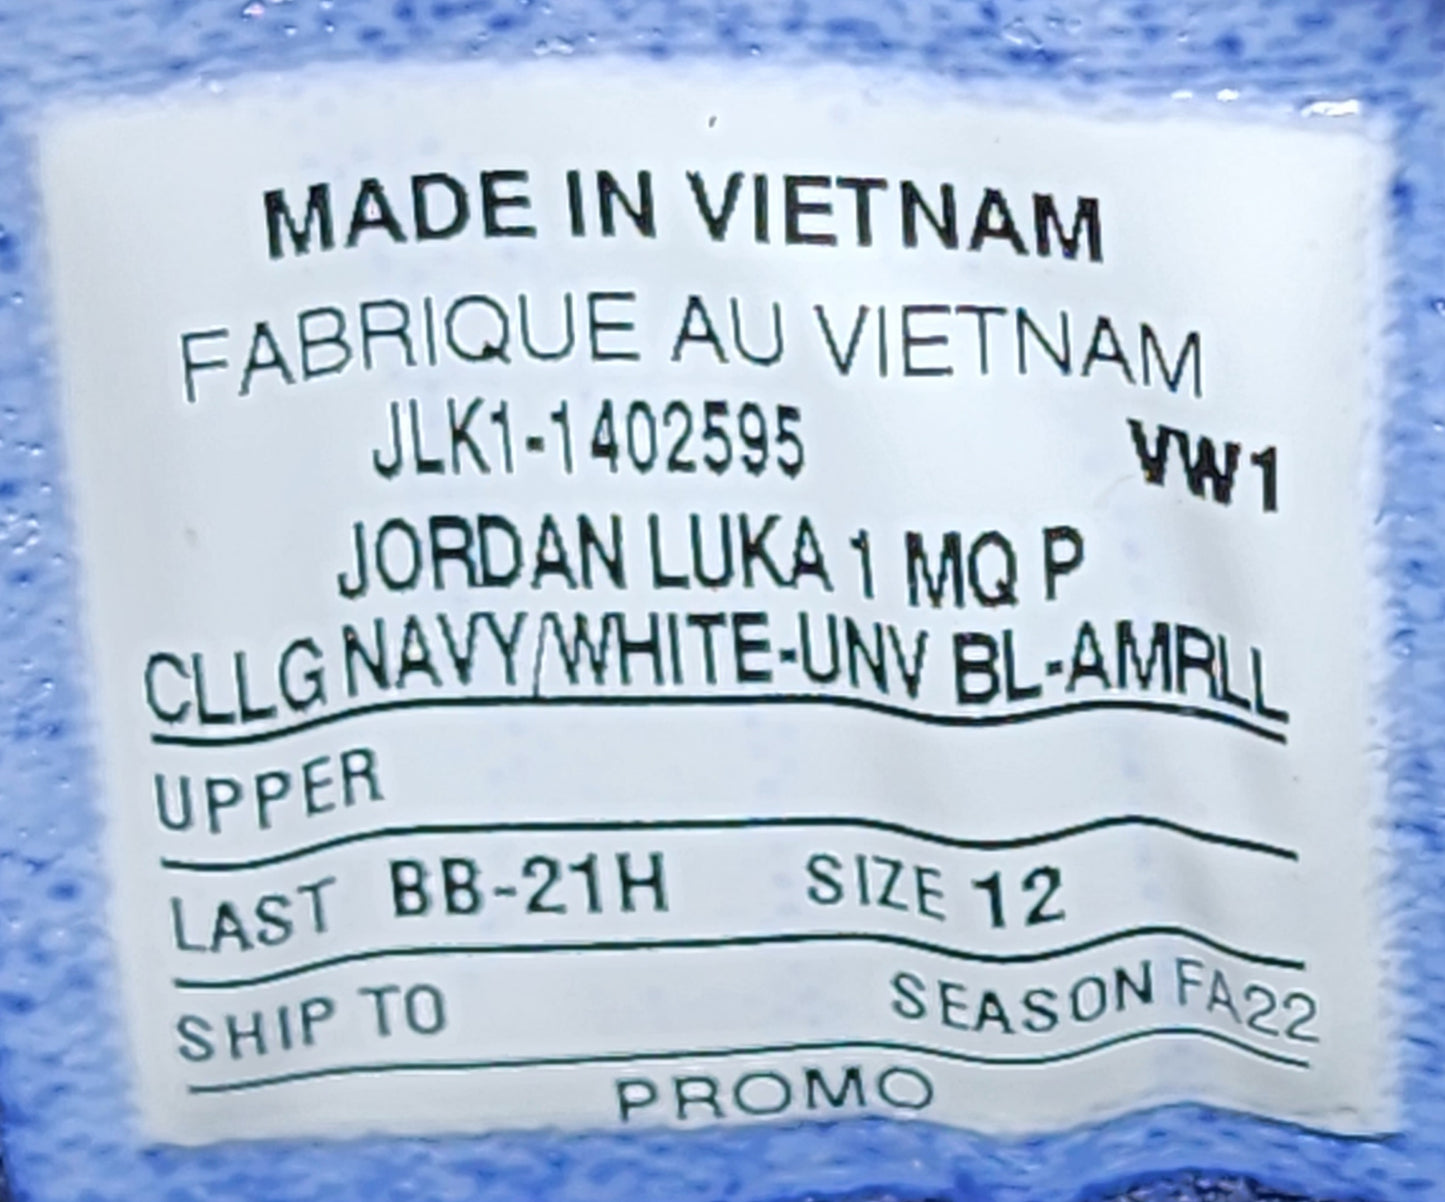 MADE IN VIETNAM
FABRIQUE AU VIETNAM
JLK1-1402595 VW1
JORDAN LUKA 1 MQ P
CLLG NAVY/WHITE-UNV BL-AMRLL
UPPER
LAST BB-21H SIZE 12
SHIP TO SEASON FA22
PROMO